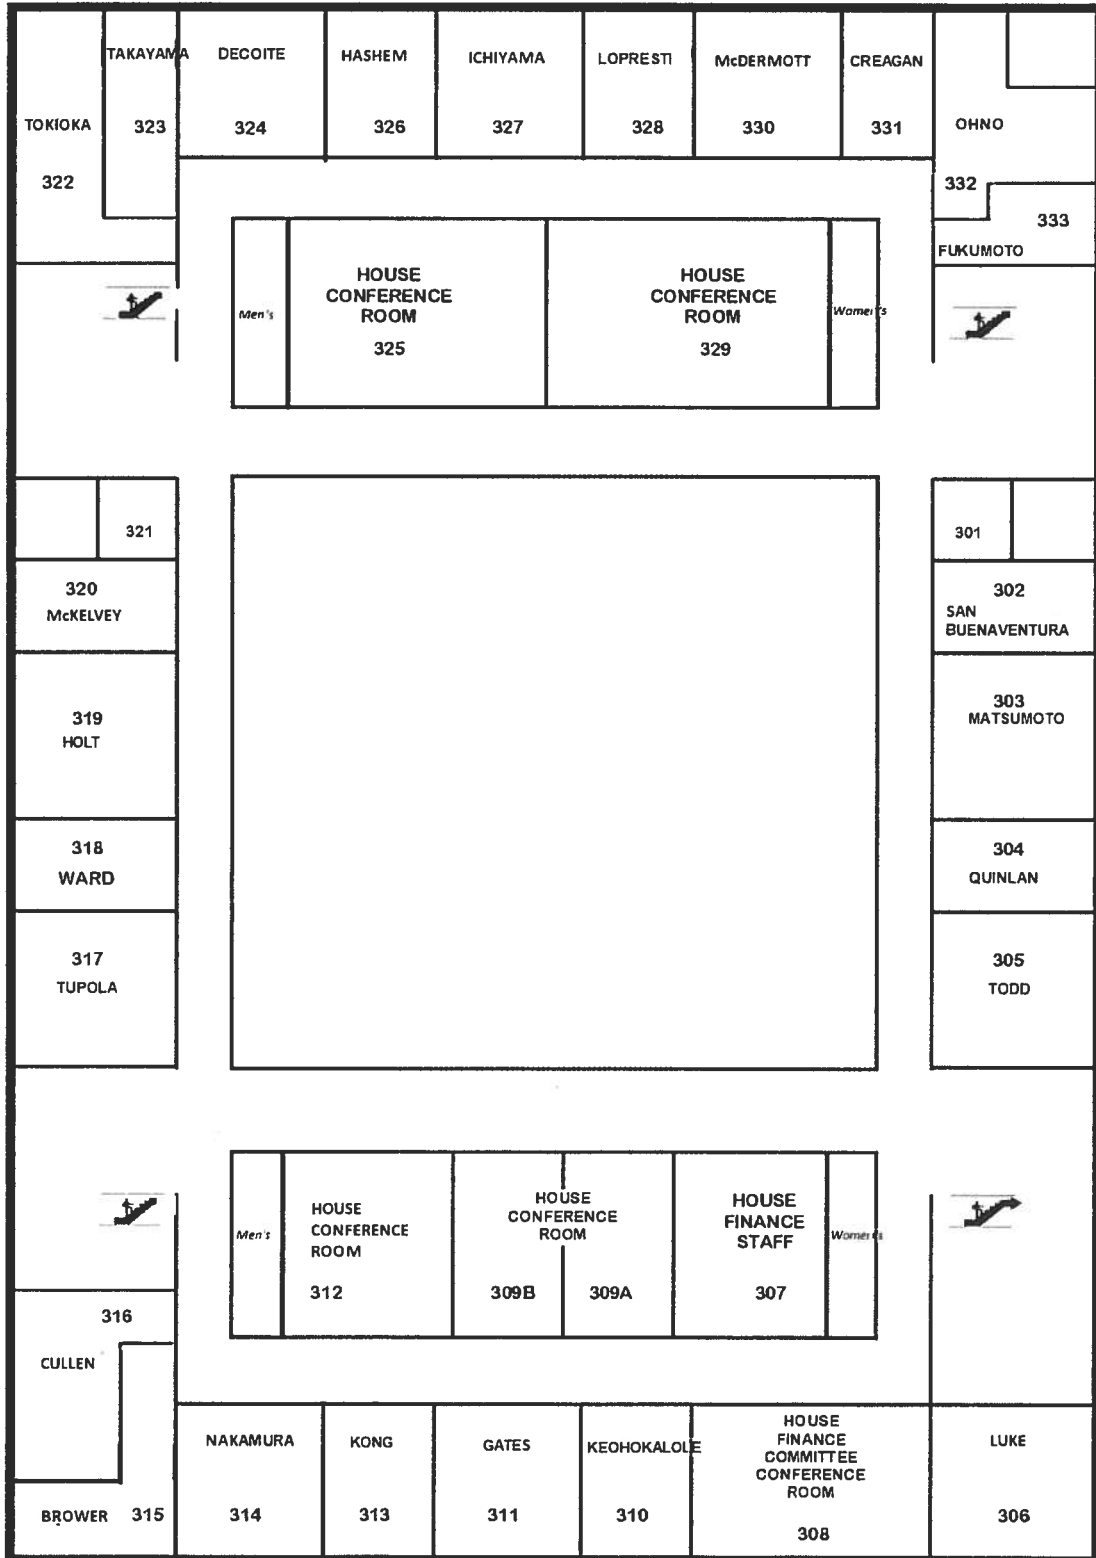 TAKAYAMA
DECOITE
HASHEM
ICHIYAMA
LOPRESTI
McDERMOTT
CREAGAN
TOKIOKA
323
324
326
327
328
330
331
OHNO
322
332
333
FUKUMOTO
Men's
HOUSE
CONFERENCE
ROOM
325
HOUSE
CONFERENCE
ROOM
329
Women's
321
301
320
McKELVEY
302
SAN
BUENAVENTURA
319
HOLT
303
MATSUMOTO
318
WARD
304
QUINLAN
317
TUPOLA
305
TODD
Men's
HOUSE
CONFERENCE
ROOM
312
HOUSE
CONFERENCE
ROOM
309B
309A
HOUSE
FINANCE
STAFF
307
Women's
316
CULLEN
BROWER 315
NAKAMURA
314
KONG
313
GATES
311
KEOHOKALOLE
310
HOUSE
FINANCE
COMMITTEE
CONFERENCE
ROOM
308
LUKE
306